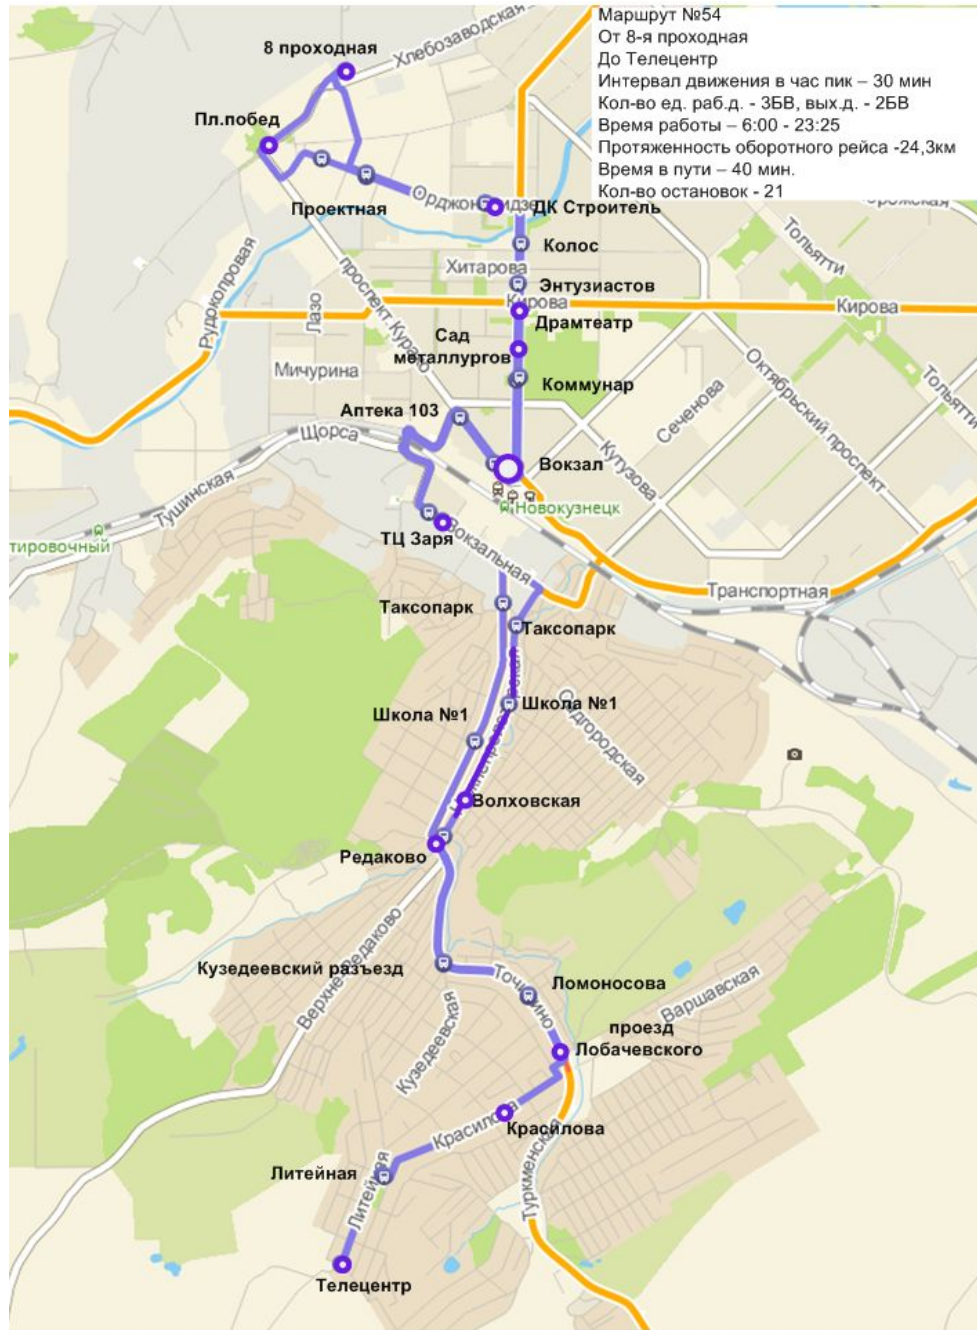 Маршрут №54
От 8-я проходная
До Телецентр
Интервал движения в час пик – 30 мин
Кол-во ед. раб.д. - 3БВ, вых.д. - 2БВ
Время работы – 6:00 - 23:25
Протяженность оборотного рейса -24,3км
Время в пути – 40 мин.
Кол-во остановок - 21
Хлебозаводская
8 проходная
Пл.побед
Проектная
ДК Строитель
Колос
Тольятти
Хитарова
Рудокопровая
Энтузиастов
Кирова
Кирова
Лазо
Драмтеатр
Сад
металлургов
Мичурина
Коммунар
Октябрьский проспект
Тольятти
Сеченова
Аптека 103
Щорса
Кутузова
Вокзал
Тушинская
Новокузнецк
ТЦ Заря
Вокзальная
тировочный
Транспортная
Таксопарк
Таксопарк
Школа №1
Школа №1
Волховская
Редаково
Верхне-Редаково
Кузедеевский разъезд
Ломоносова
Варшавская
проезд
Лобачевского
Кузедеевская
Красилова
Туркменская
Литейная
Литейная
Телецентр